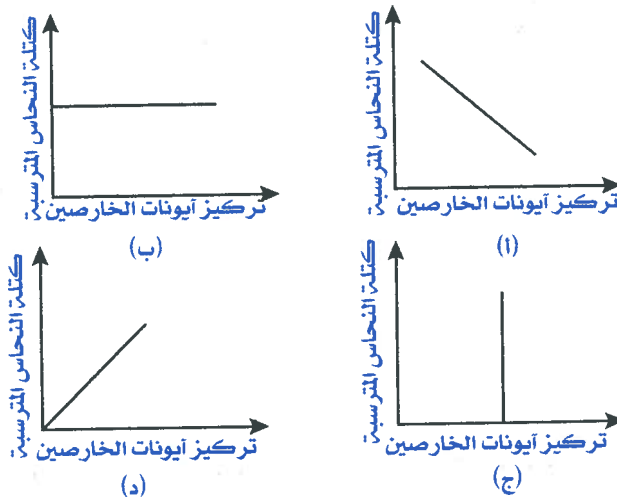 كتلة النحاس المترسبة
تركيز آيونات الخارصين
(ا)
كتلة النحاس المترسبة
تركيز آيونات الخارصين
(ب)
كتلة النحاس المترسبة
تركيز آيونات الخارصين
(ج)
كتلة النحاس المترسبة
تركيز آيونات الخارصين
(د)